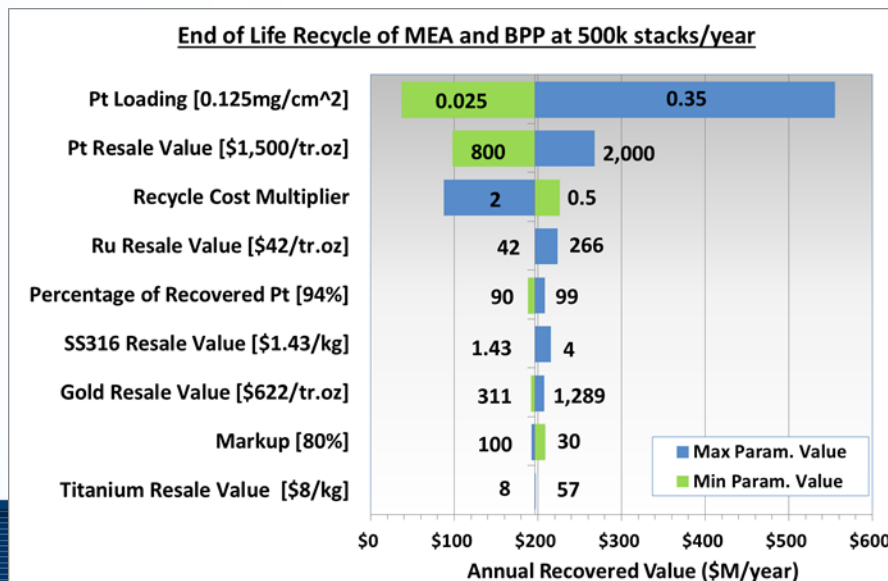 End of Life Recycle of MEA and BPP at 500k stacks/year
Pt Loading [0.125mg/cm^2] 0.025 0.35
Pt Resale Value [$1,500/tr.oz] 800 2,000
Recycle Cost Multiplier 2 0.5
Ru Resale Value [$42/tr.oz] 42 266
Percentage of Recovered Pt [94%] 90 99
SS316 Resale Value [$1.43/kg] 1.43 4
Gold Resale Value [$622/tr.oz] 311 1,289
Markup [80%] 100 30
Titanium Resale Value [$8/kg] 8 57
Max Param. Value
Min Param. Value
$0 $100 $200 $300 $400 $500 $600
Annual Recovered Value ($M/year)